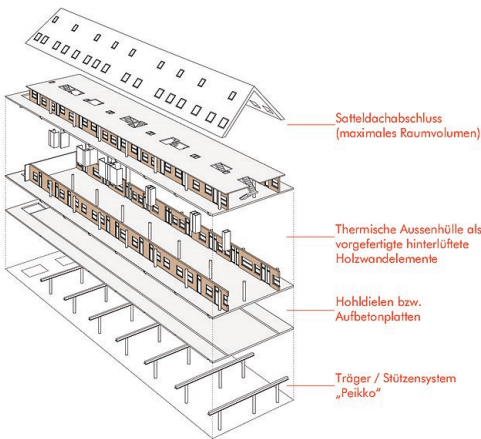 Satteldachabschluss
(maximales Raumvolumen)
Thermische Aussenhülle als
vorgefertigte hinterlüftete
Holzwandelemente
Hohldielen bzw.
Aufbetonplatten
Träger / Stützensystem
„Peikko“